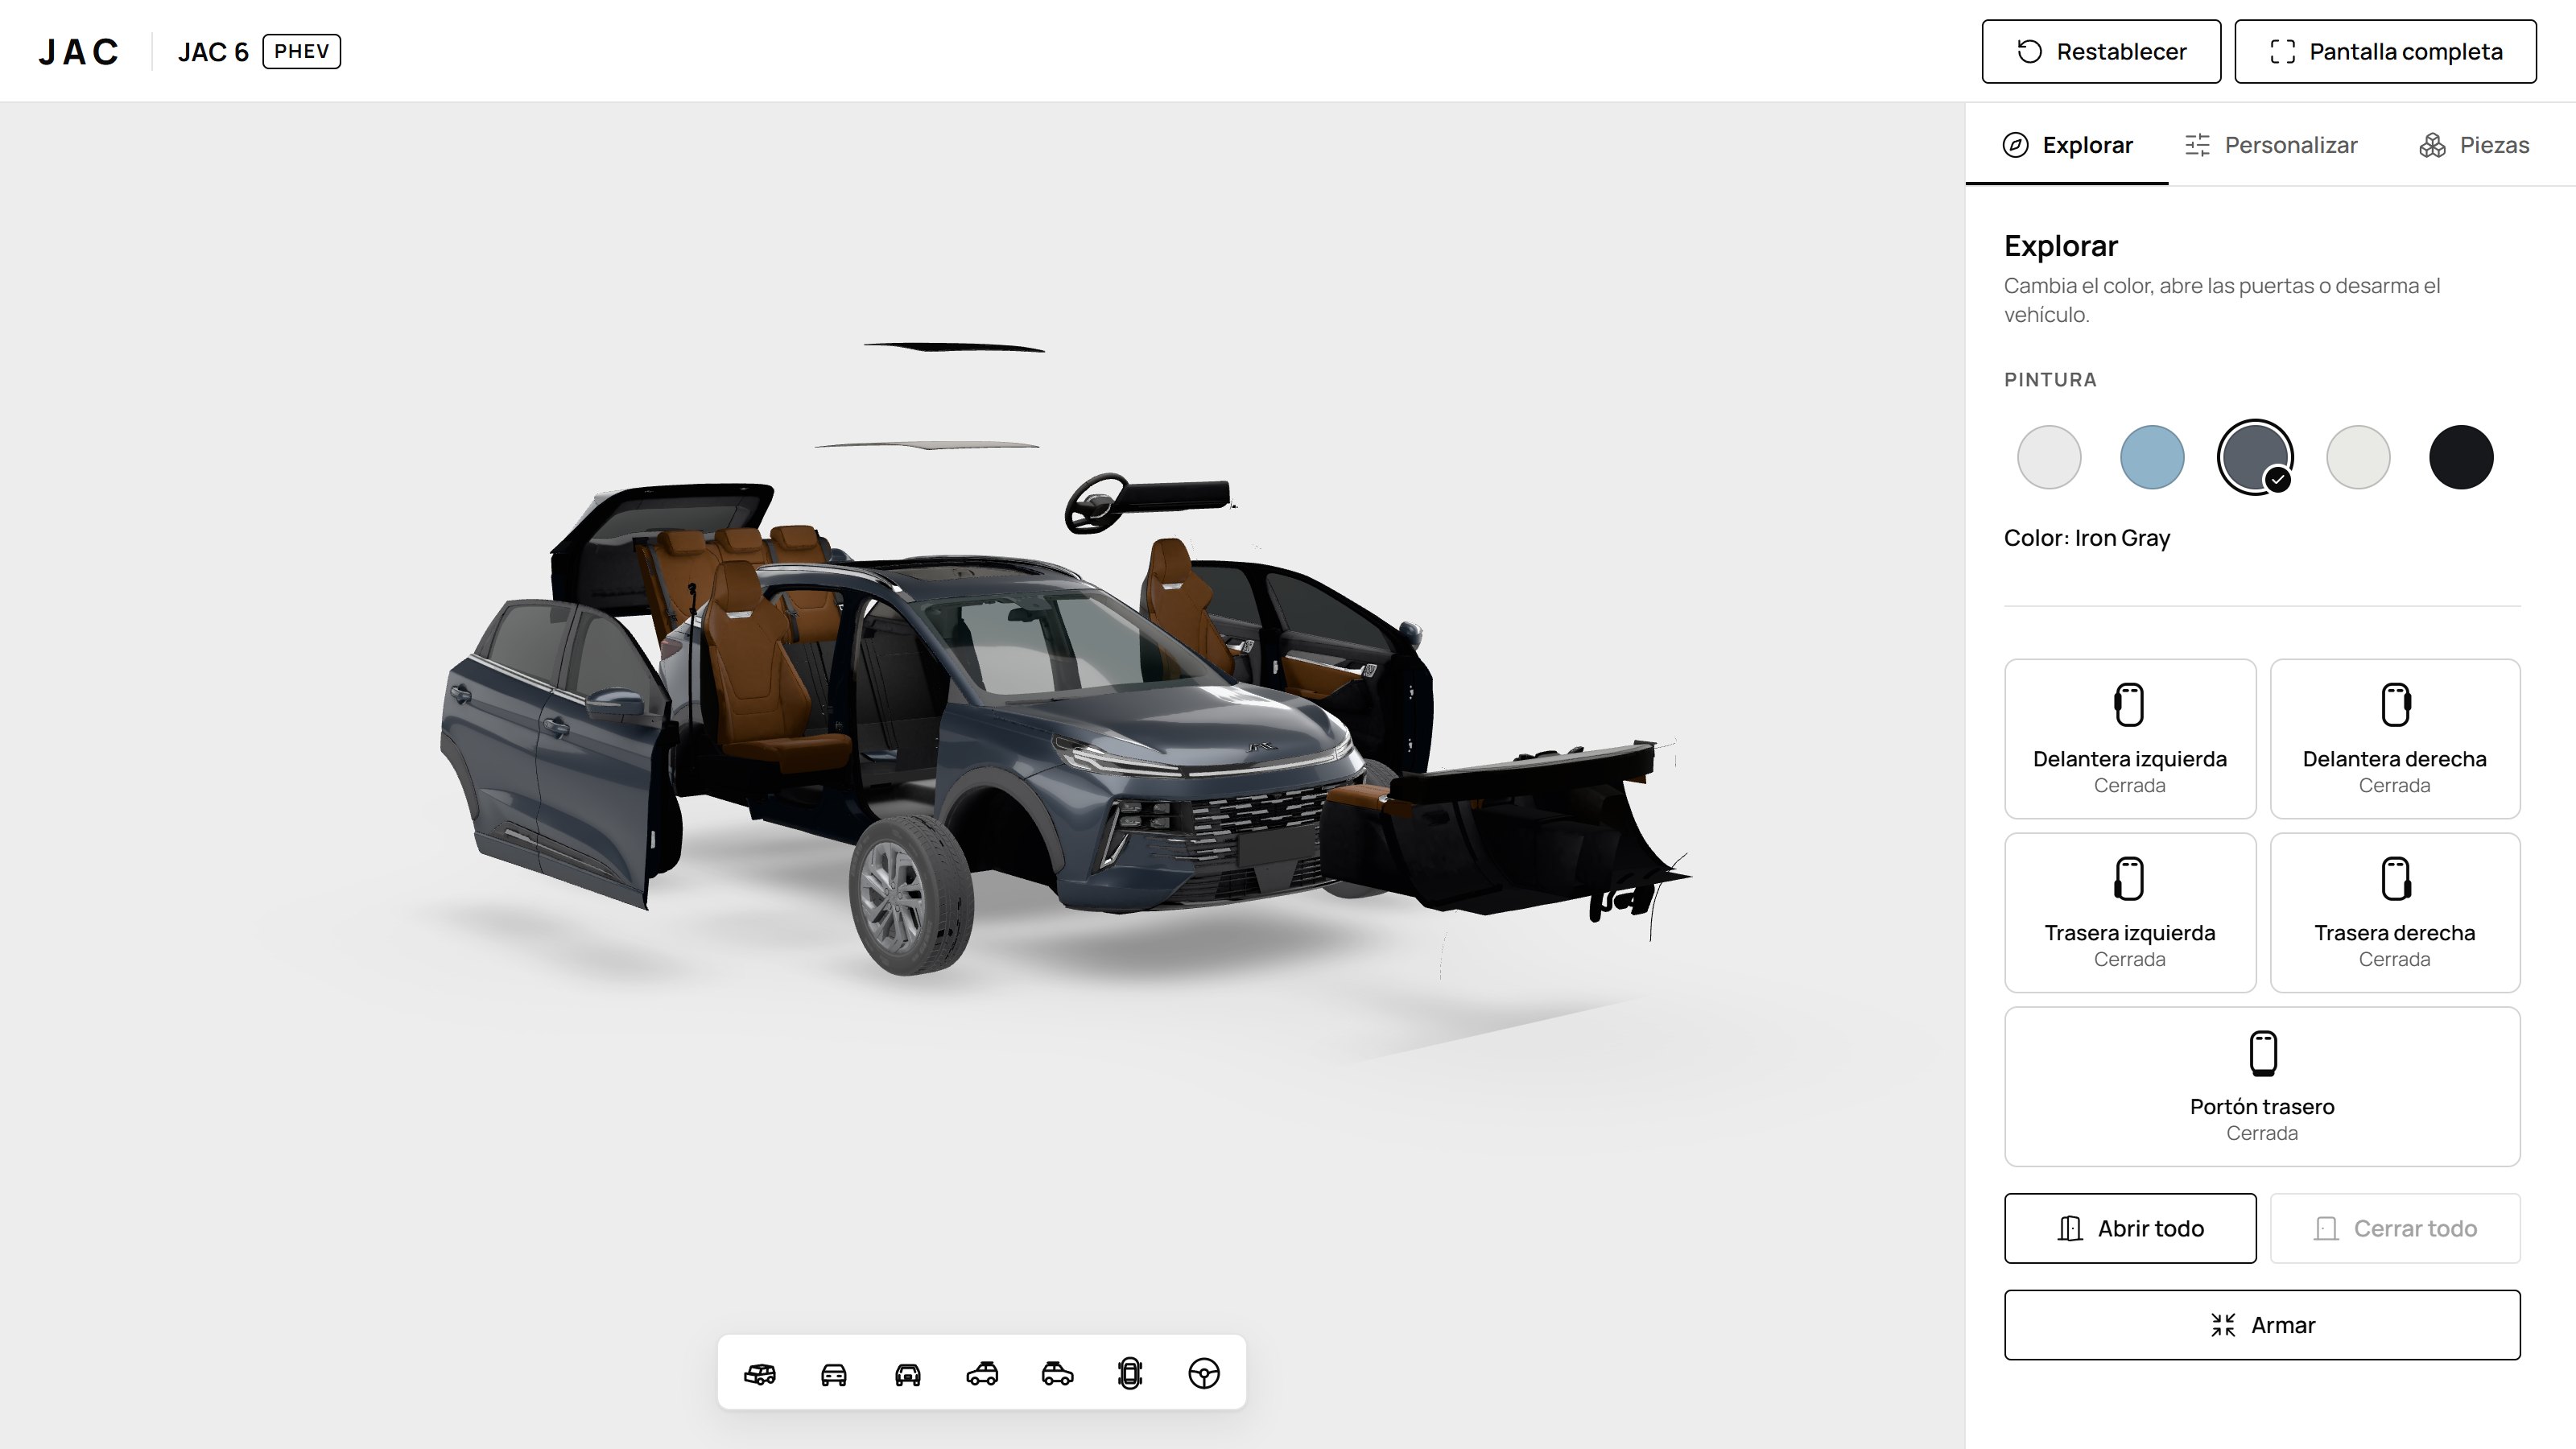 JAC
JAC 6 PHEV
Restablecer
Pantalla completa
Explorar
Personalizar
Piezas
Explorar
Cambia el color, abre las puertas o desarma el
vehículo.
PINTURA
Color: Iron Gray
Delantera izquierda
Cerrada
Delantera derecha
Cerrada
Trasera izquierda
Cerrada
Trasera derecha
Cerrada
Portón trasero
Cerrada
Abrir todo
Cerrar todo
Armar